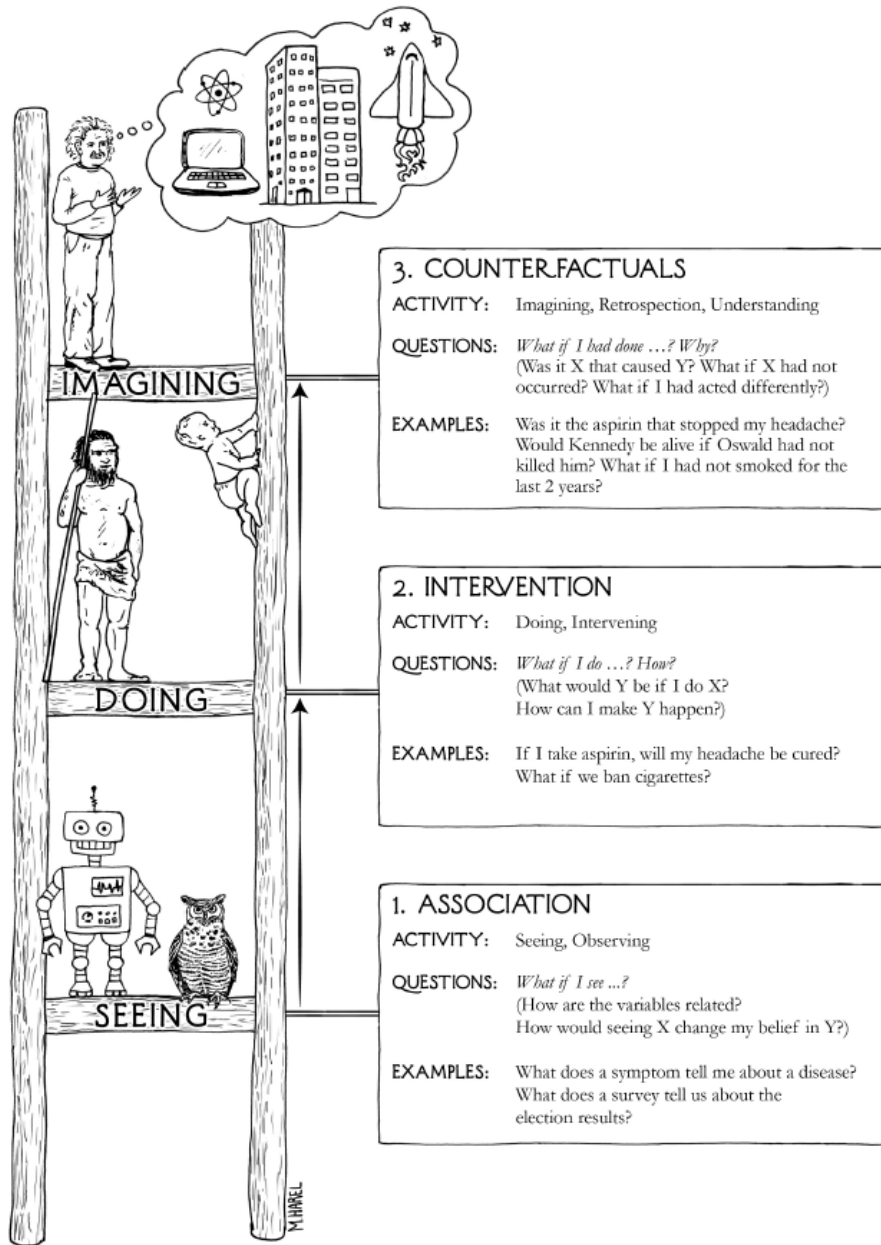 3. COUNTERFACTUALS
ACTIVITY: Imagining, Retrospection, Understanding
QUESTIONS: What if I had done …? Why?
(Was it X that caused Y? What if X had not
occurred? What if I had acted differently?)
EXAMPLES: Was it the aspirin that stopped my headache?
Would Kennedy be alive if Oswald had not
killed him? What if I had not smoked for the
last 2 years?
IMAGINING
2. INTERVENTION
ACTIVITY: Doing, Intervening
QUESTIONS: What if I do …? How?
(What would Y be if I do X?
How can I make Y happen?)
EXAMPLES: If I take aspirin, will my headache be cured?
What if we ban cigarettes?
DOING
1. ASSOCIATION
ACTIVITY: Seeing, Observing
QUESTIONS: What if I see ...?
(How are the variables related?
How would seeing X change my belief in Y?)
EXAMPLES: What does a symptom tell me about a disease?
What does a survey tell us about the
election results?
SEEING
M.HAREL